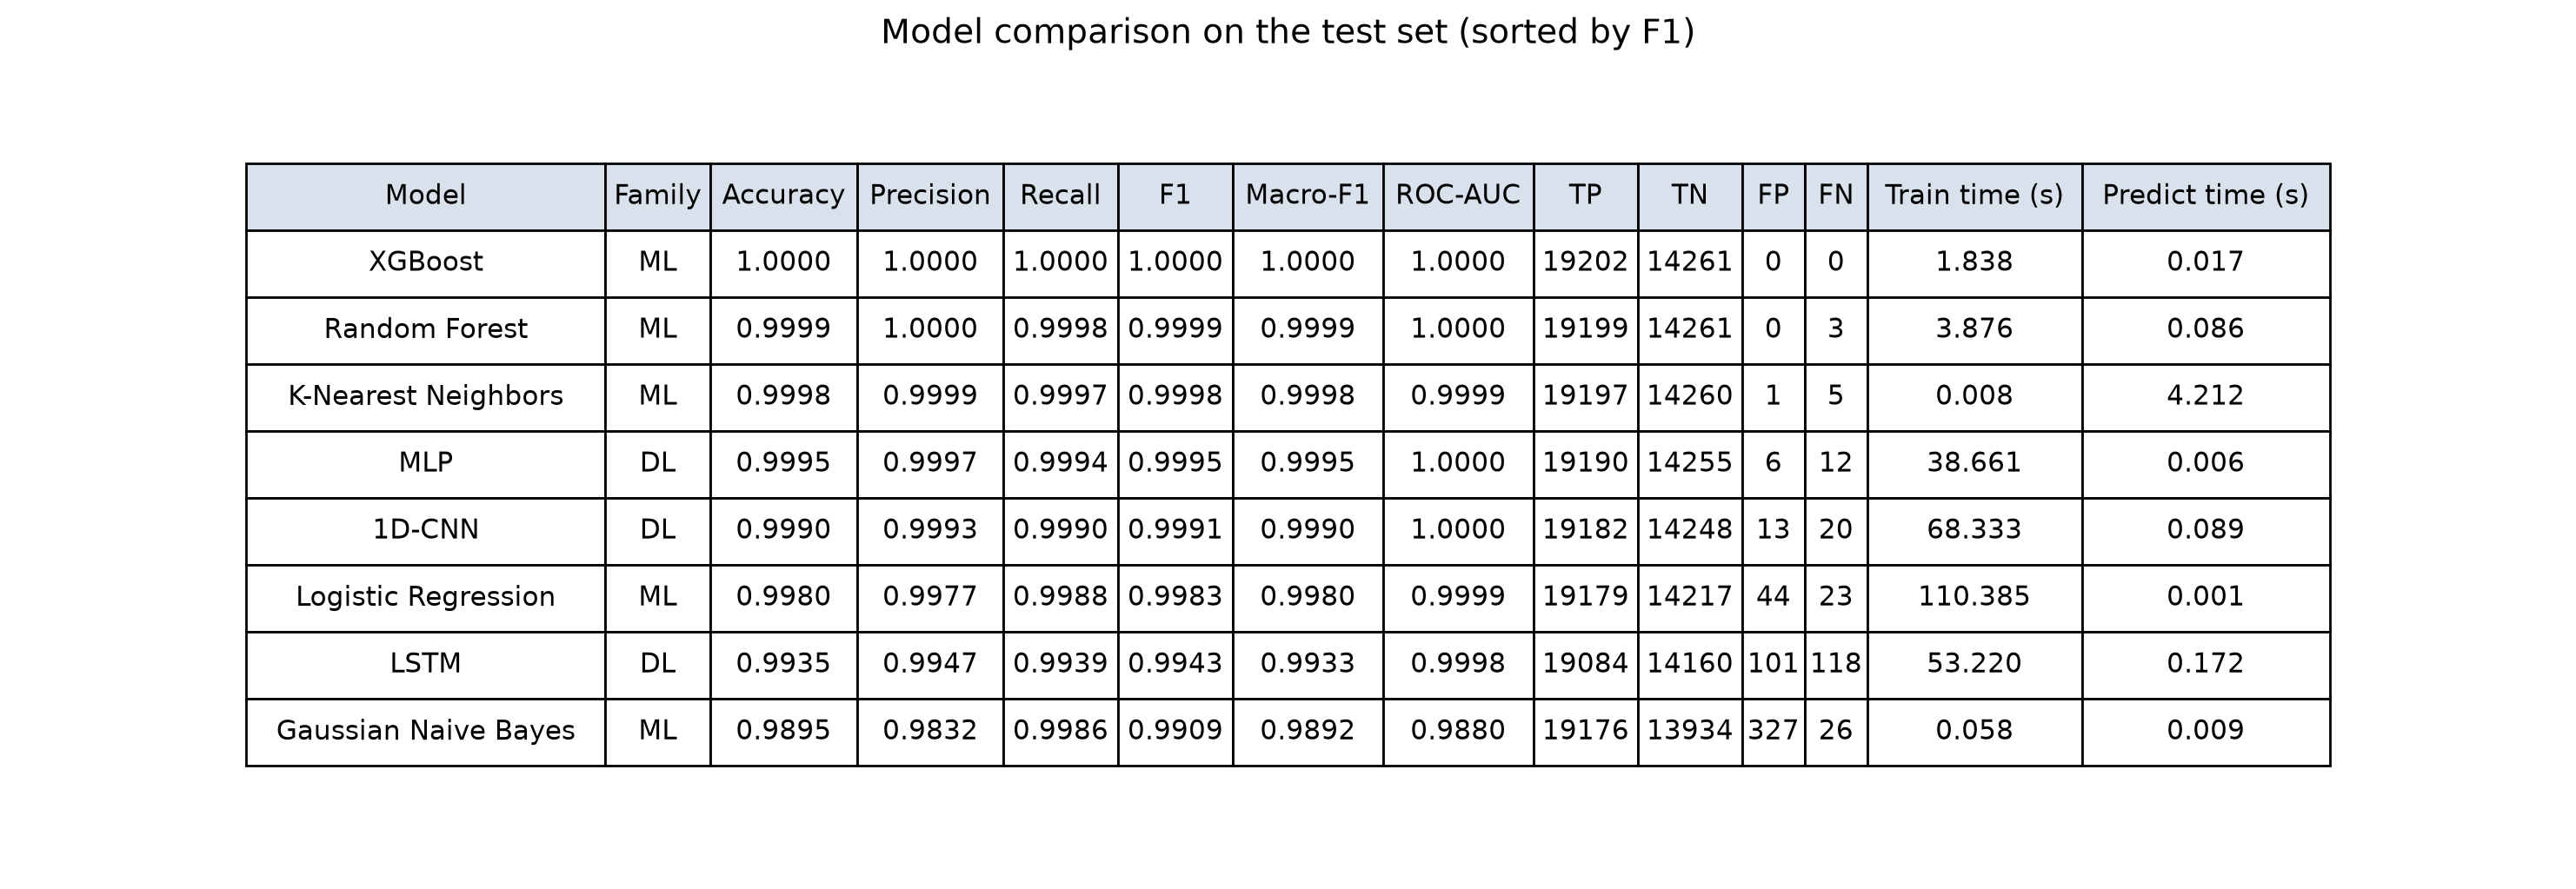 Model comparison on the test set (sorted by F1)
Model Family Accuracy Precision Recall F1 Macro-F1 ROC-AUC TP TN FP FN Train time (s) Predict time (s)
XGBoost ML 1.0000 1.0000 1.0000 1.0000 1.0000 1.0000 19202 14261 0 0 1.838 0.017
Random Forest ML 0.9999 1.0000 0.9998 0.9999 0.9999 1.0000 19199 14261 0 3 3.876 0.086
K-Nearest Neighbors ML 0.9998 0.9999 0.9997 0.9998 0.9998 0.9999 19197 14260 1 5 0.008 4.212
MLP DL 0.9995 0.9997 0.9994 0.9995 0.9995 1.0000 19190 14255 6 12 38.661 0.006
1D-CNN DL 0.9990 0.9993 0.9990 0.9991 0.9990 1.0000 19182 14248 13 20 68.333 0.089
Logistic Regression ML 0.9980 0.9977 0.9988 0.9983 0.9980 0.9999 19179 14217 44 23 110.385 0.001
LSTM DL 0.9935 0.9947 0.9939 0.9943 0.9933 0.9998 19084 14160 101 118 53.220 0.172
Gaussian Naive Bayes ML 0.9895 0.9832 0.9986 0.9909 0.9892 0.9880 19176 13934 327 26 0.058 0.009